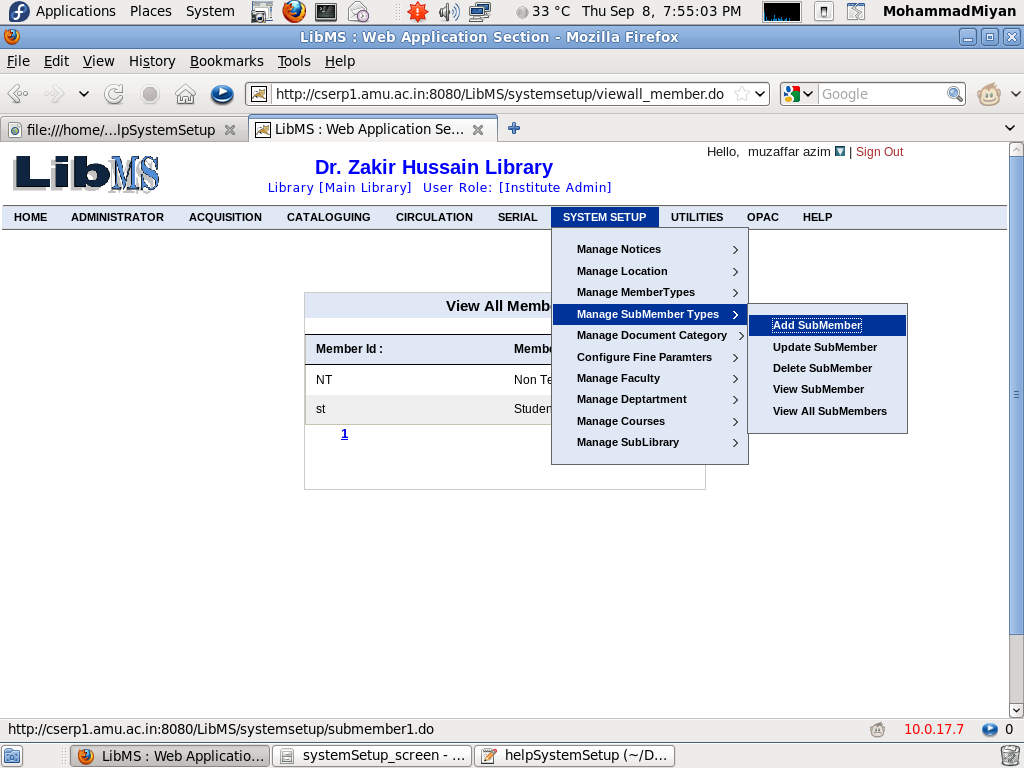 Applications Places System 33 °C Thu Sep 8, 7:55:03 PM MohammadMiyan
LibMS : Web Application Section - Mozilla Firefox
File Edit View History Bookmarks Tools Help
http://cserp1.amu.ac.in:8080/LibMS/systemsetup/viewall_member.do Google
file:///home/...lpSystemSetup LibMS : Web Application Se...
Hello, muzaffar azim | Sign Out
LibMS
Dr. Zakir Hussain Library
Library [Main Library] User Role: [Institute Admin]
HOME ADMINISTRATOR ACQUISITION CATALOGUING CIRCULATION SERIAL SYSTEM SETUP UTILITIES OPAC HELP
Manage Notices
Manage Location
Manage MemberTypes
Manage SubMember Types
Manage Document Category
Configure Fine Paramters
Manage Faculty
Manage Deptartment
Manage Courses
Manage SubLibrary
Add SubMember
Update SubMember
Delete SubMember
View SubMember
View All SubMembers
View All Memb
Member Id : Membe
NT Non Te
st Studen
1
http://cserp1.amu.ac.in:8080/LibMS/systemsetup/submember1.do 10.0.17.7 0
LibMS : Web Applicatio... systemSetup_screen - ... helpSystemSetup (~/D...